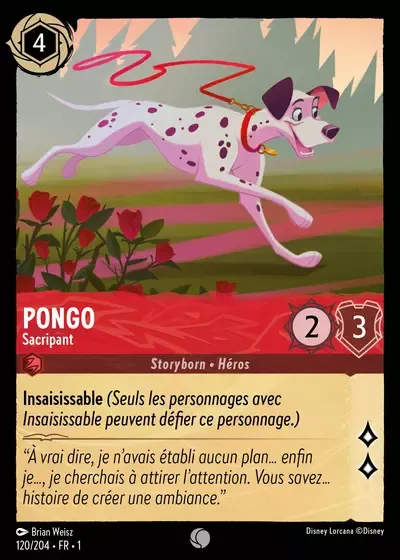 4
PONGO
Sacripant
2
3
Storyborn • Héros
Insaisissable (Seuls les personnages avec
Insaisissable peuvent défier ce personnage.)
“À vrai dire, je n’avais établi aucun plan... enfin
je..., je cherchais à attirer l’attention. Vous savez...
histoire de créer une ambiance.”
Brian Weisz
120/204 • FR • 1
Disney Lorcana ©Disney